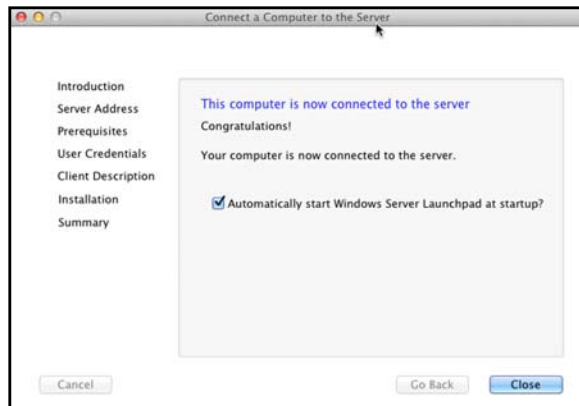 Connect a Computer to the Server
Introduction
Server Address
Prerequisites
User Credentials
Client Description
Installation
Summary
This computer is now connected to the server
Congratulations!
Your computer is now connected to the server.
Automatically start Windows Server Launchpad at startup?
Cancel
Go Back
Close